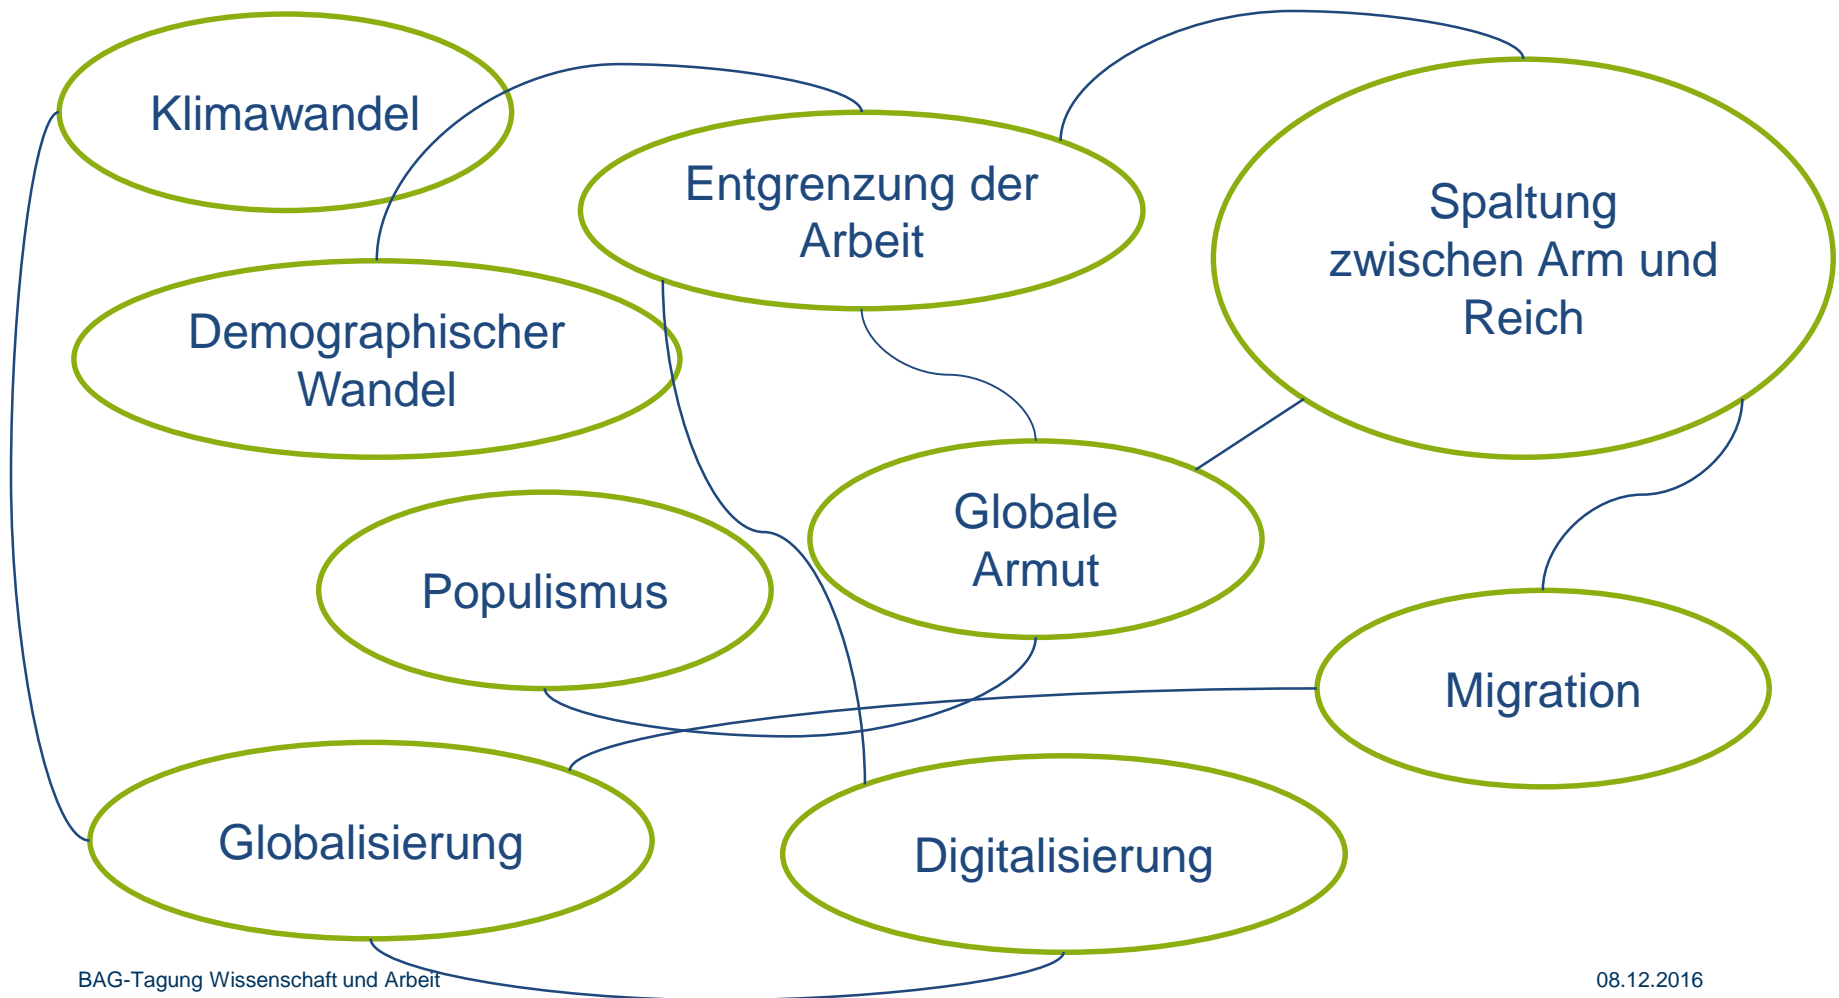 Klimawandel
Entgrenzung der
Arbeit
Spaltung
zwischen Arm und
Reich
Demographischer
Wandel
Globale
Armut
Populismus
Migration
Globalisierung
Digitalisierung
BAG-Tagung Wissenschaft und Arbeit
08.12.2016